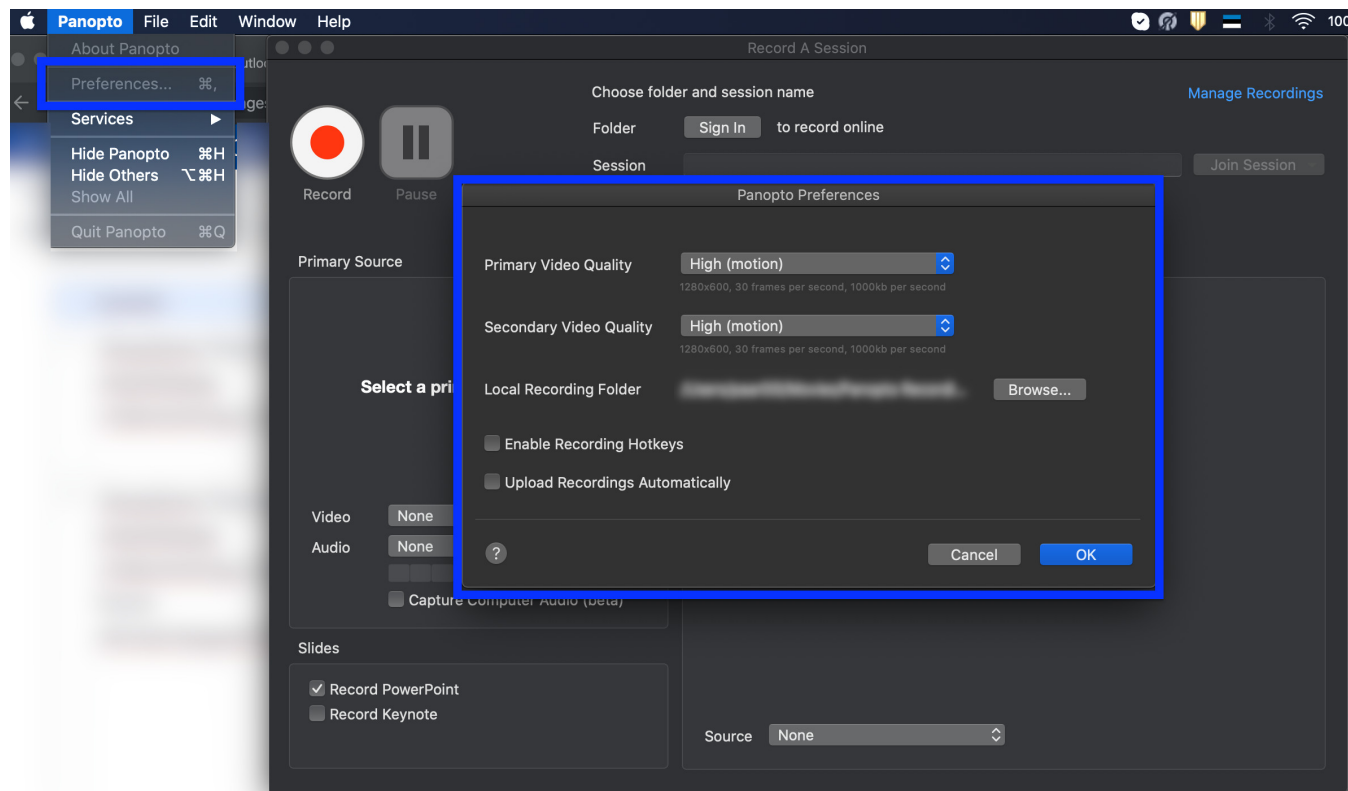 Panopto File Edit Window Help 100
About Panopto
Preferences... ⌘,
Services ▶
Hide Panopto ⌘H
Hide Others ⌥⌘H
Show All
Quit Panopto ⌘Q
Record A Session
Choose folder and session name
Manage Recordings
Folder Sign In to record online
Session Join Session
Record Pause
Primary Source
Select a pri
Video None
Audio None
Capture Computer Audio (beta)
Slides
Record PowerPoint
Record Keynote
Source None
Panopto Preferences
Primary Video Quality High (motion)
1280x600, 30 frames per second, 1000kb per second
Secondary Video Quality High (motion)
1280x600, 30 frames per second, 1000kb per second
Local Recording Folder Browse...
Enable Recording Hotkeys
Upload Recordings Automatically
? Cancel OK